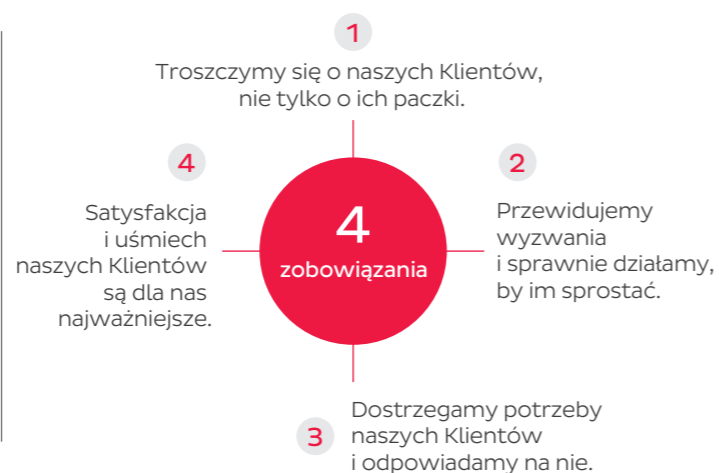 1
Troszczymy się o naszych Klientów,
nie tylko o ich paczki.
4
Satysfakcja
i uśmiech
naszych Klientów
są dla nas
najważniejsze.
4
zobowiązania
2
Przewidujemy
wyzwania
i sprawnie działamy,
by im sprostać.
3
Dostrzegamy potrzeby
naszych Klientów
i odpowiadamy na nie.